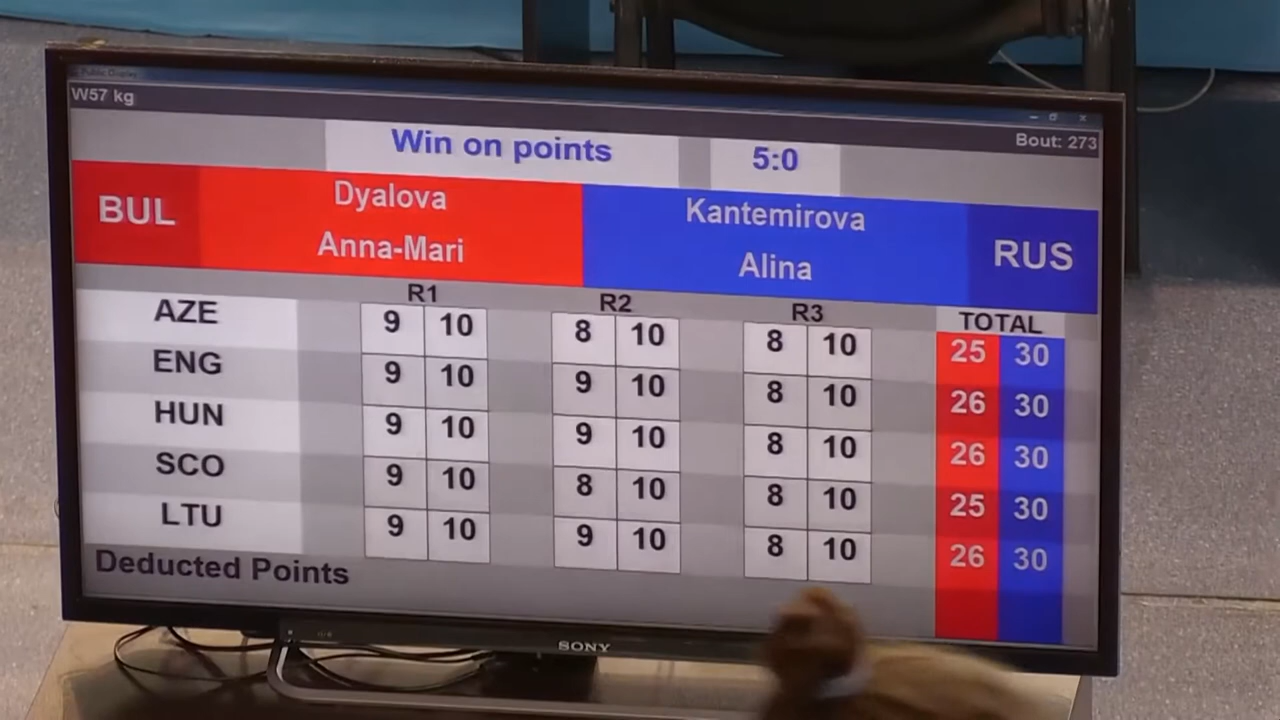 Public Display
W57 kg
Bout: 273
Win on points 5:0
BUL Dyalova Anna-Mari Kantemirova Alina RUS
R1 R2 R3 TOTAL
AZE 9 10 8 10 8 10 25 30
ENG 9 10 9 10 8 10 26 30
HUN 9 10 9 10 8 10 26 30
SCO 9 10 8 10 8 10 25 30
LTU 9 10 9 10 8 10 26 30
Deducted Points
SONY